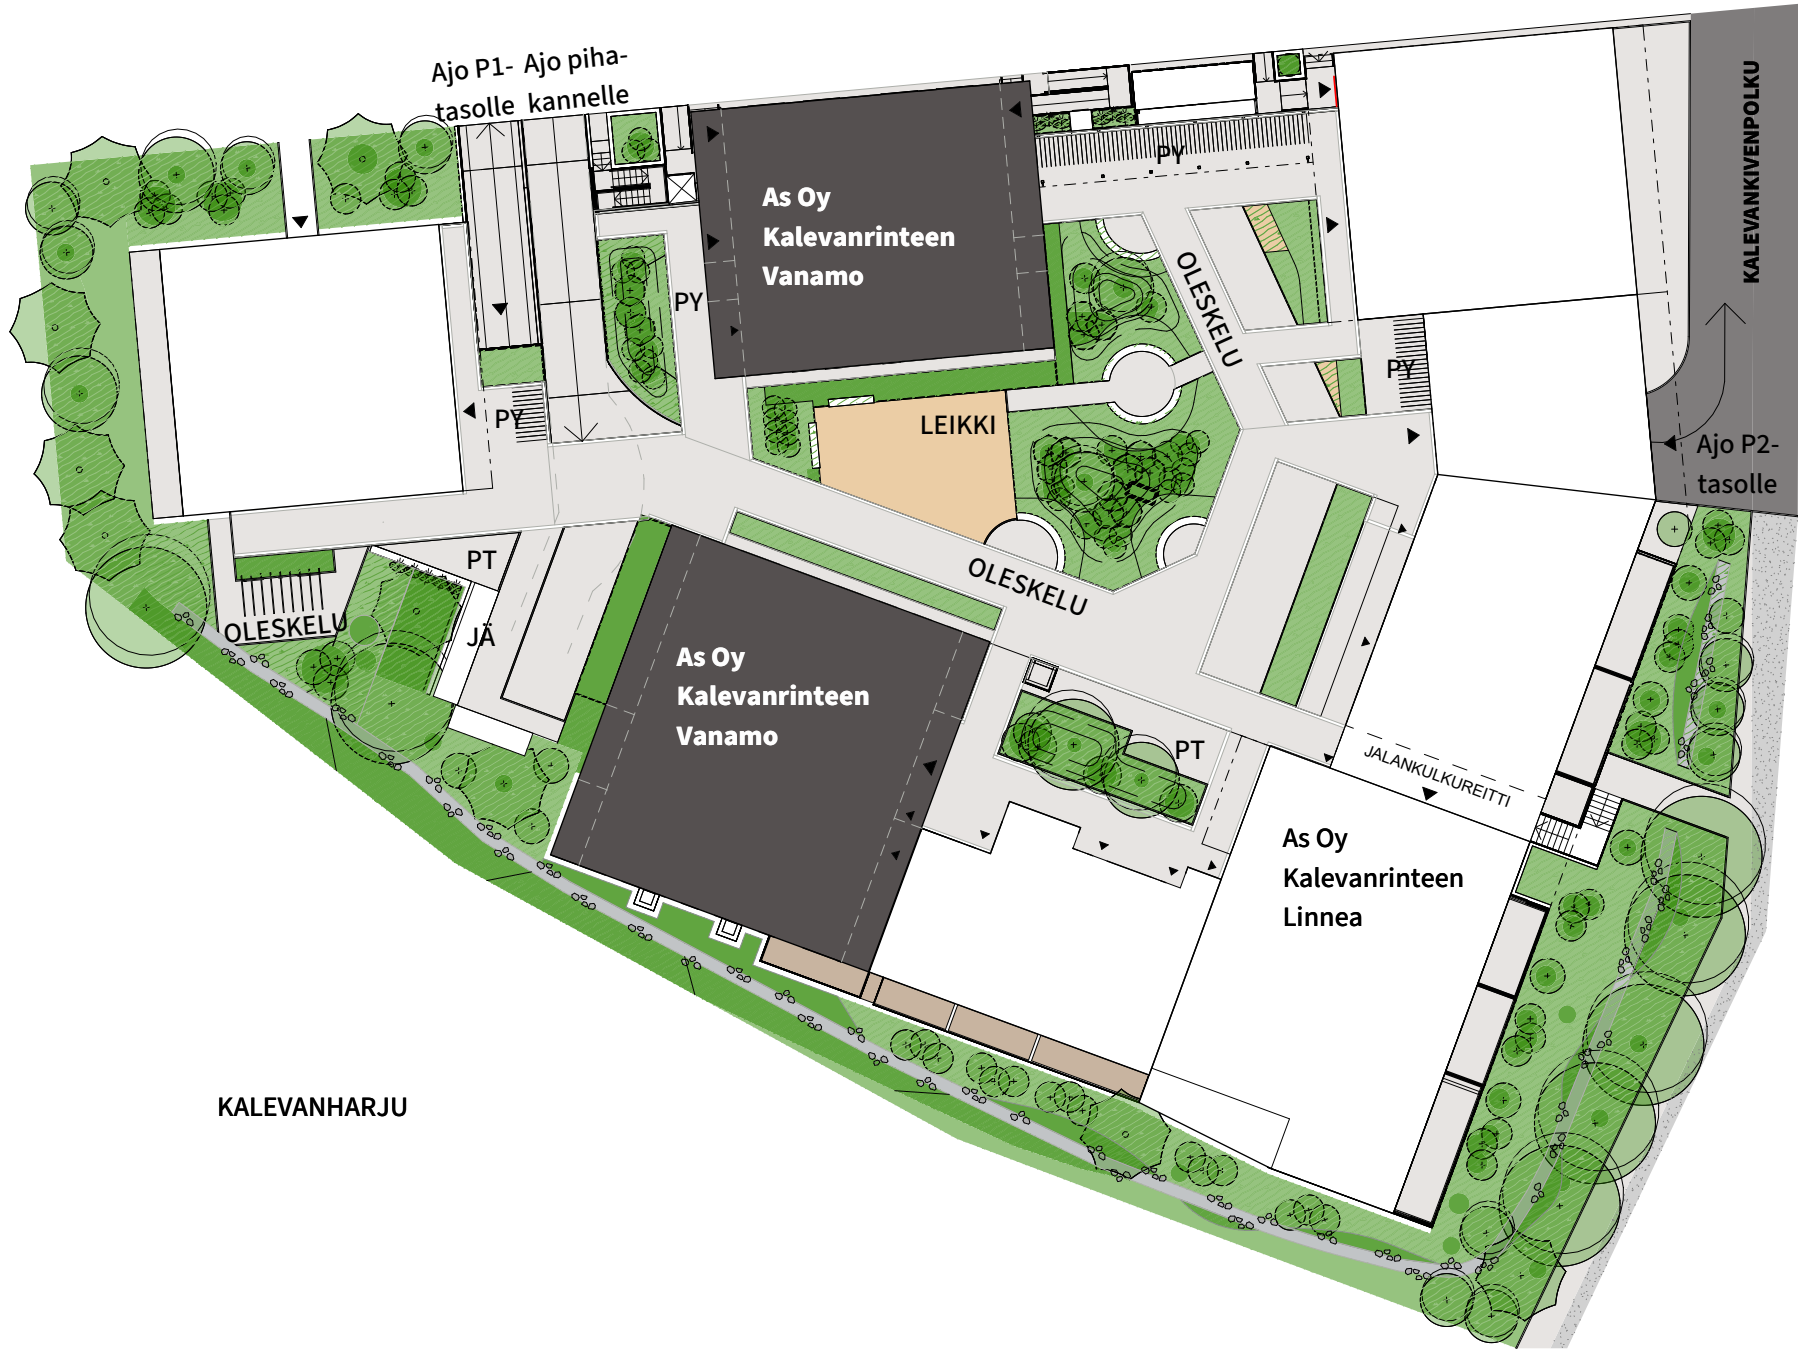 Ajo P1-
tasolle
Ajo piha-
kannelle
KALEVANKIVENPOLKU
PY
As Oy
Kalevanrinteen
Vanamo
OLESKELU
PY
PY
PY
LEIKKI
Ajo P2-
tasolle
PT
OLESKELU
OLESKELU
JÄ
As Oy
Kalevanrinteen
Vanamo
PT
JALANKULKUREITTI
As Oy
Kalevanrinteen
Linnea
KALEVANHARJU